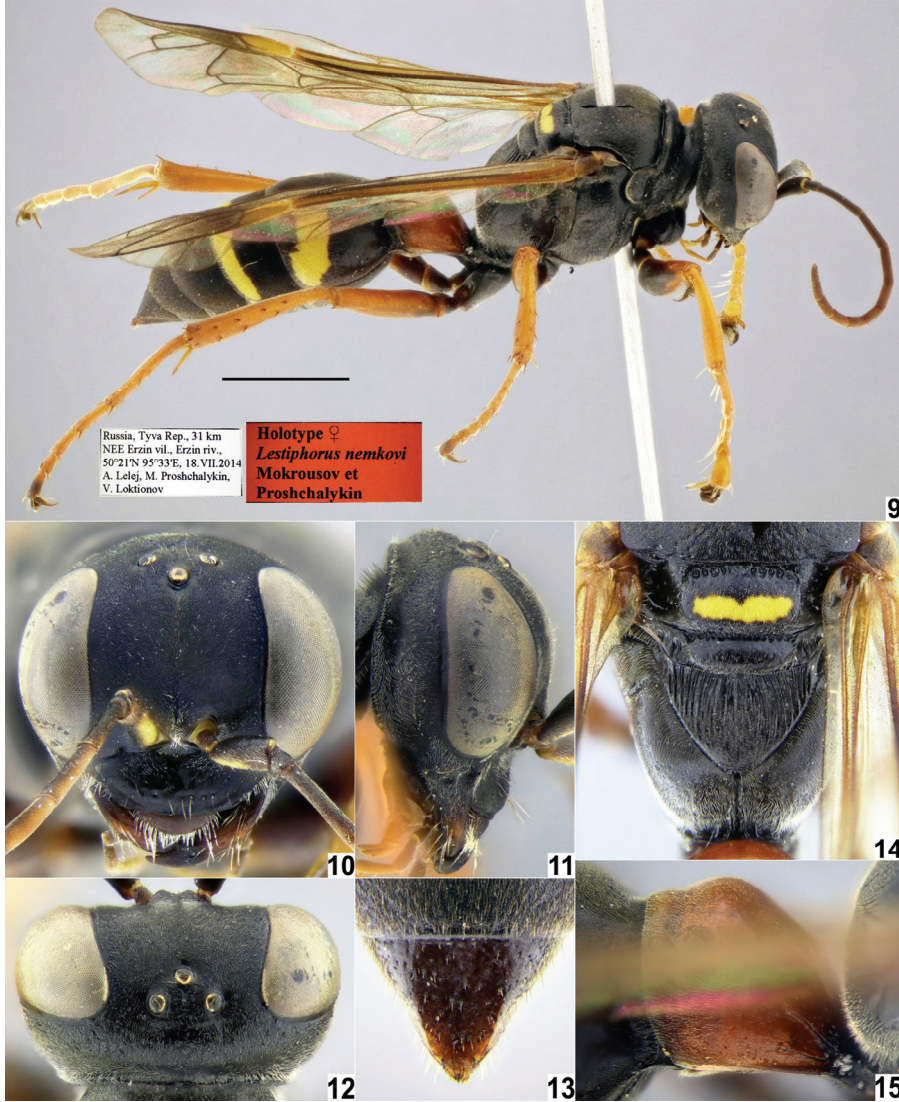 Russia, Tyva Rep., 31 km
NEE Erzin vil., Erzin riv.,
50°21'N 95°33'E, 18.VII.2014
A. Lelej, M. Proshchalykin,
V. Loktionov
Holotype ♀
Lestiphorus nemkovi
Mokrousov et
Proshchalykin
9
10
11
14
12
13
15